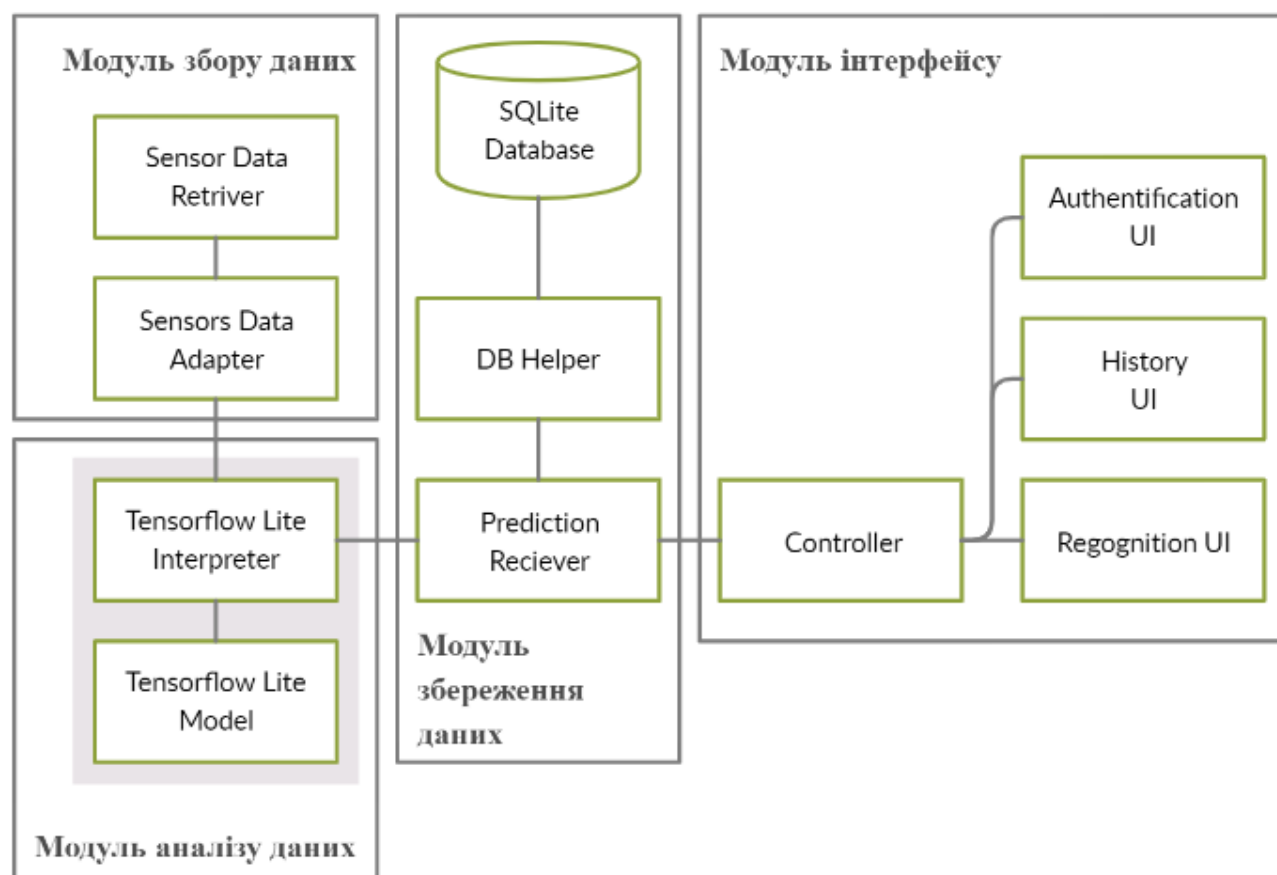 Модуль збору даних
Sensor Data
Retriver
Sensors Data
Adapter
Tensorflow Lite
Interpreter
Tensorflow Lite
Model
Модуль аналізу даних
SQLite
Database
DB Helper
Prediction
Reciever
Модуль
збереження
даних
Модуль інтерфейсу
Authentification
UI
History
UI
Controller
Regognition UI